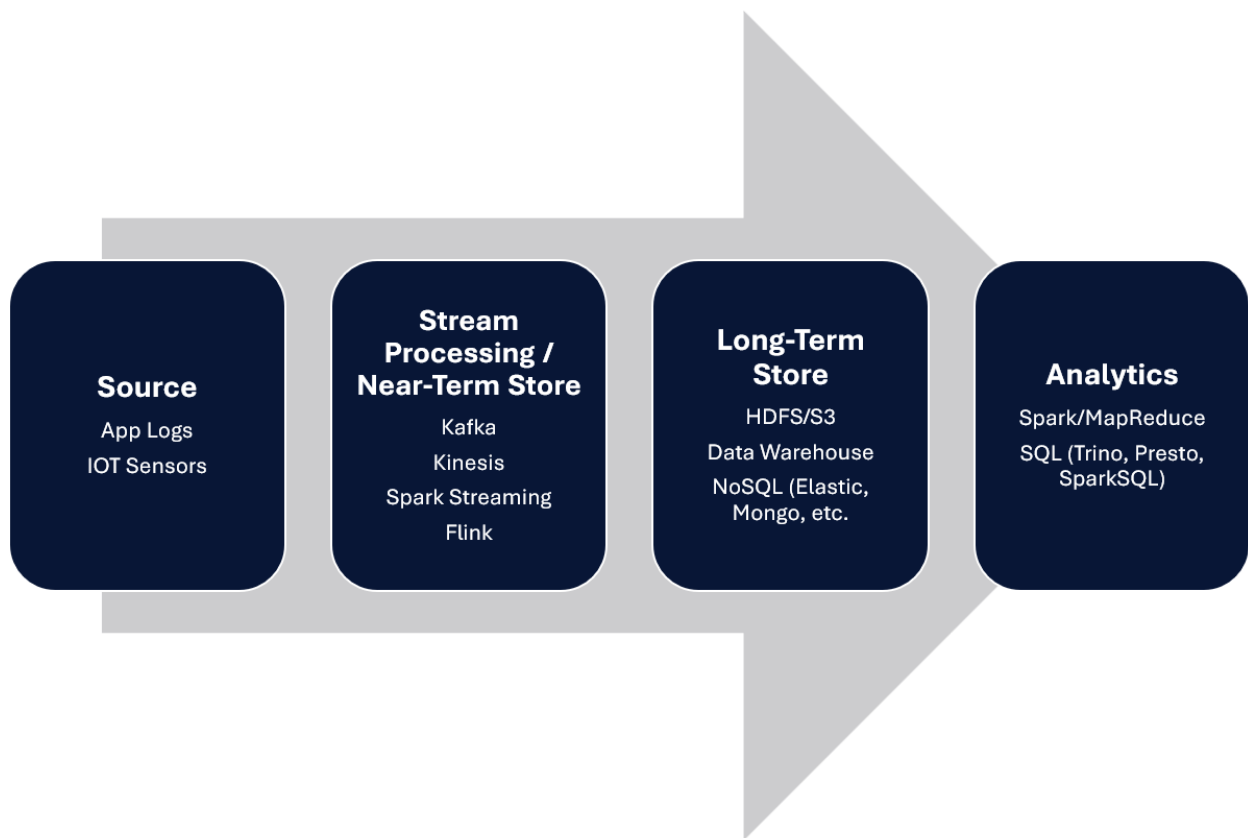 Source
App Logs
IOT Sensors
Stream
Processing /
Near-Term Store
Kafka
Kinesis
Spark Streaming
Flink
Long-Term
Store
HDFS/S3
Data Warehouse
NoSQL (Elastic,
Mongo, etc.
Analytics
Spark/MapReduce
SQL (Trino, Presto,
SparkSQL)